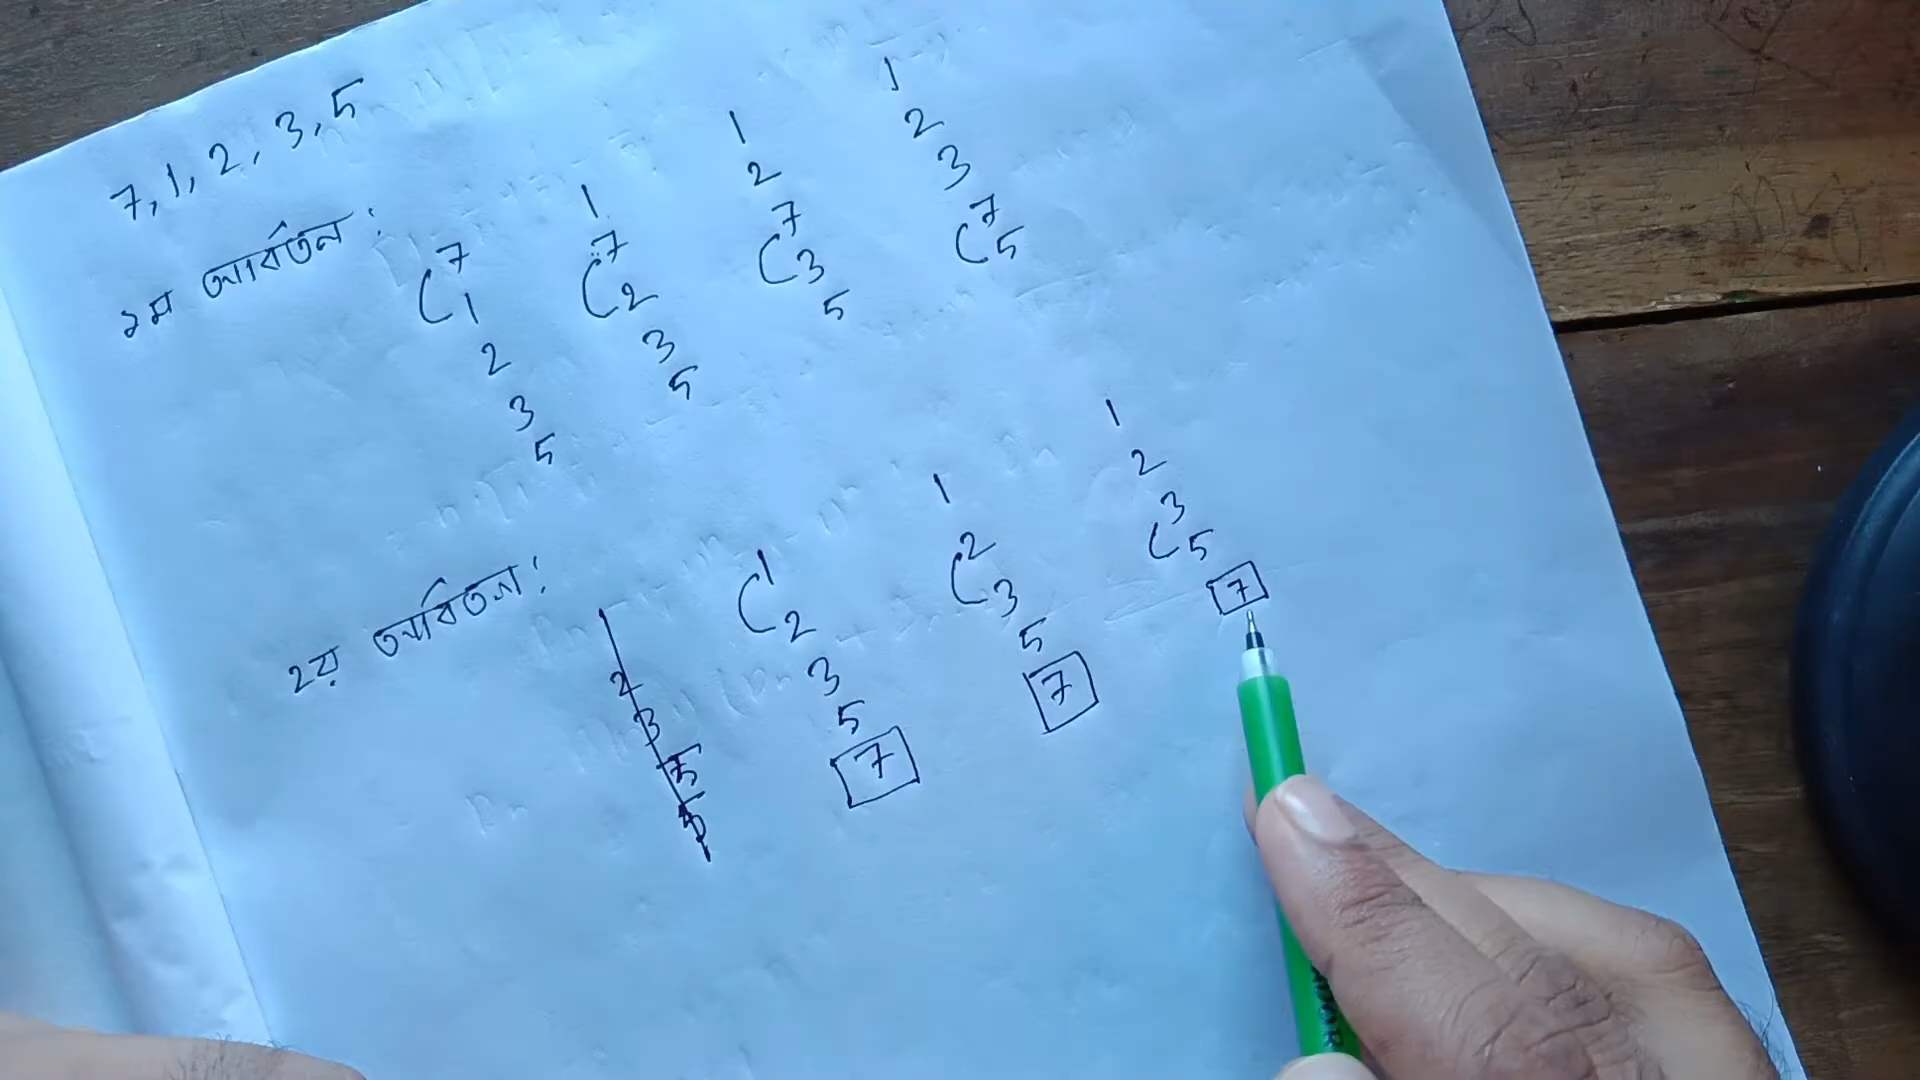 7, 1, 2, 3, 5
১ম আবর্তন :
7 1 1 1
1 7 2 2
2 2 7 3
3 3 3 7
5 5 5 5
২য় আবর্তন :
1 1 1
2 2 2
3 3 3
5 5 5
7 7 7